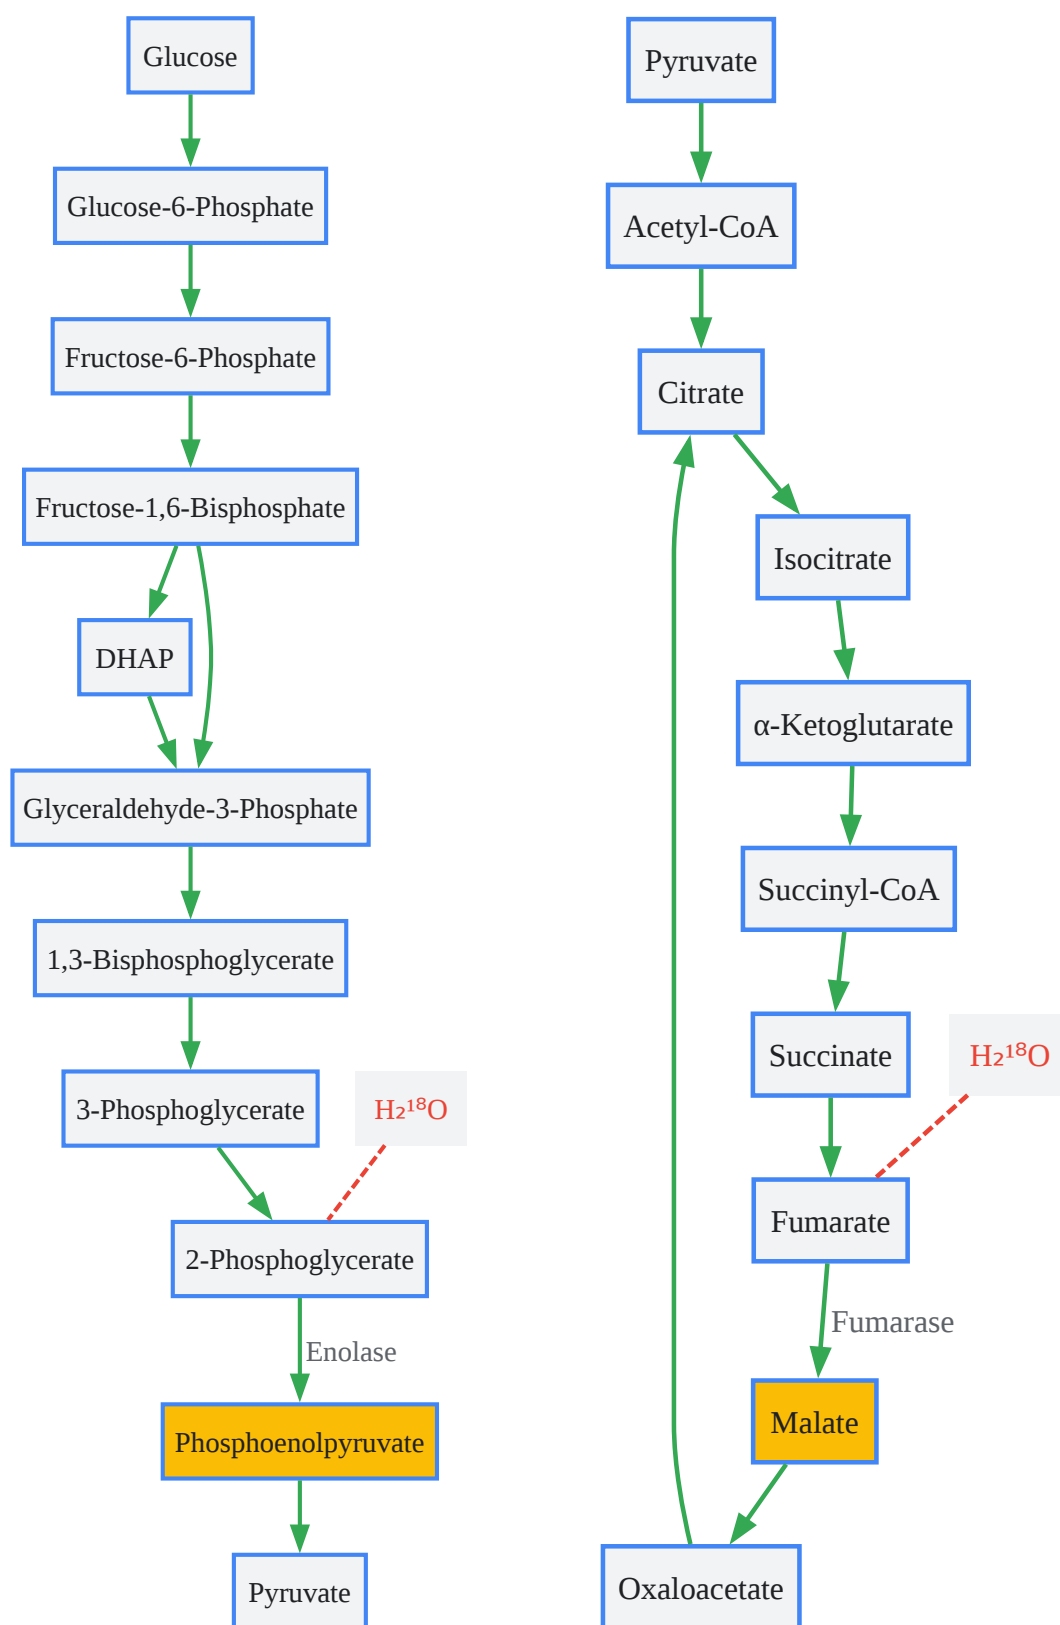 Glucose
Glucose-6-Phosphate
Fructose-6-Phosphate
Fructose-1,6-Bisphosphate
DHAP
Glyceraldehyde-3-Phosphate
1,3-Bisphosphoglycerate
3-Phosphoglycerate
H₂¹⁸O
2-Phosphoglycerate
Enolase
Phosphoenolpyruvate
Pyruvate
Pyruvate
Acetyl-CoA
Citrate
Isocitrate
α-Ketoglutarate
Succinyl-CoA
Succinate
H₂¹⁸O
Fumarate
Fumarase
Malate
Oxaloacetate